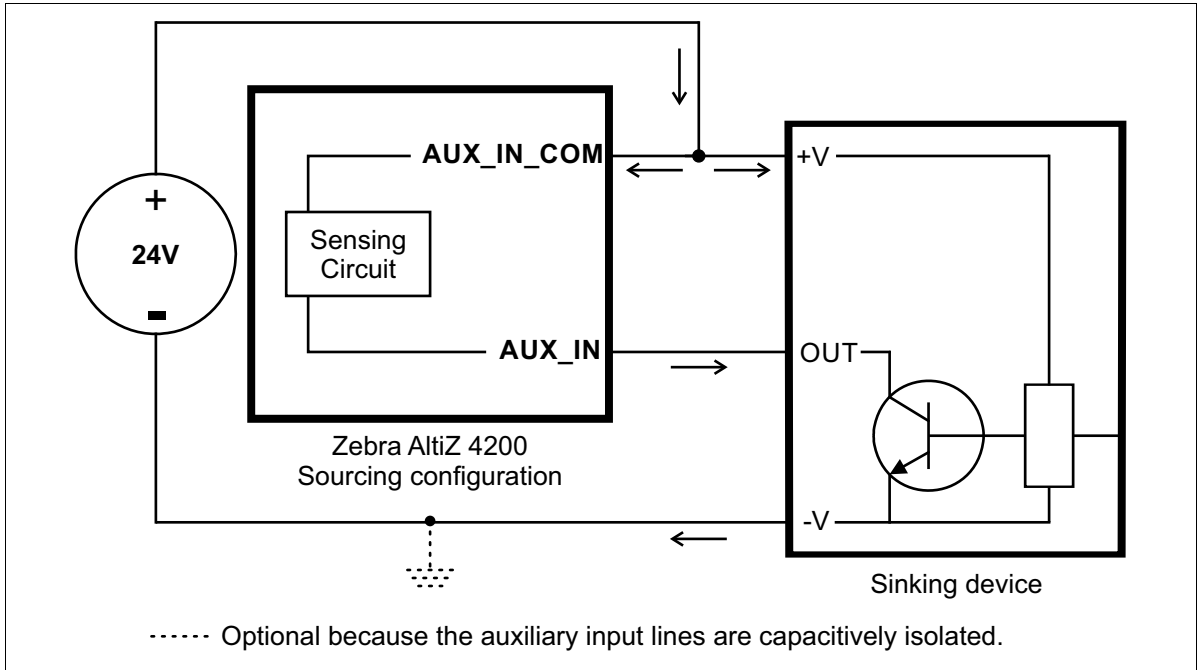 AUX_IN_COM
+V
+
24V
-
Sensing
Circuit
AUX_IN
OUT
Zebra AltiZ 4200
Sourcing configuration
-V
Sinking device
Optional because the auxiliary input lines are capacitively isolated.